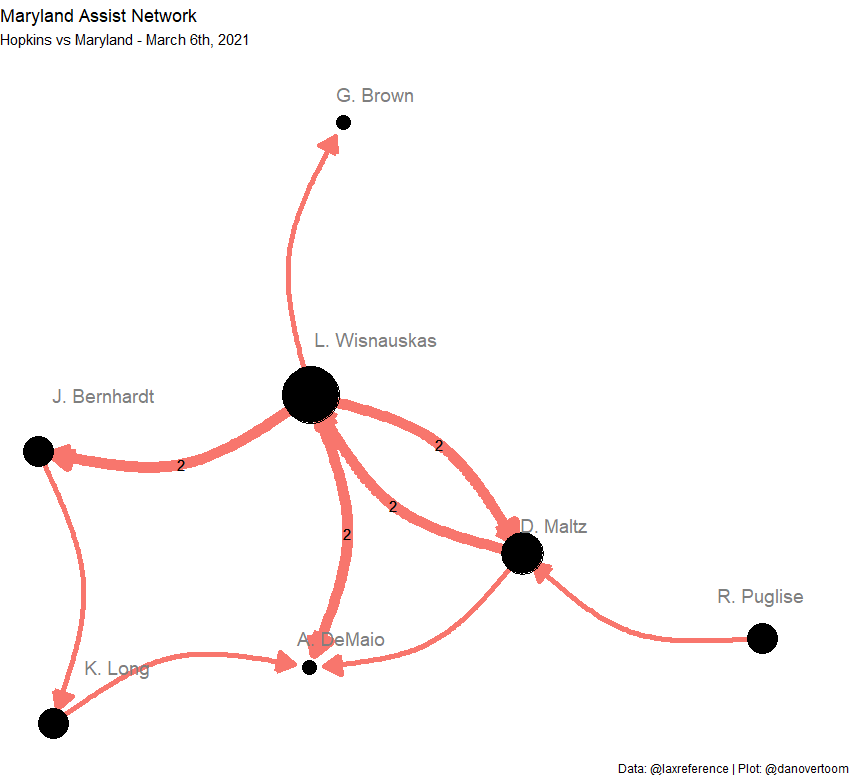 Maryland Assist Network
Hopkins vs Maryland - March 6th, 2021
G. Brown
L. Wisnauskas
J. Bernhardt
2
2
2
2
D. Maltz
R. Puglise
A. DeMaio
K. Long
Data: @laxreference | Plot: @danovertoom